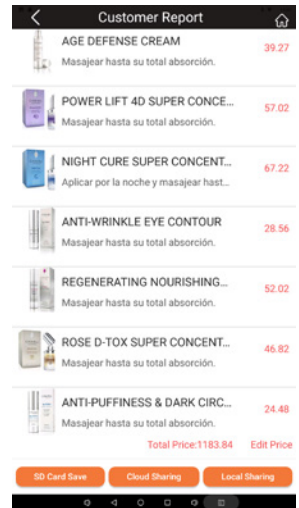 Customer Report
AGE DEFENSE CREAM
39.27
Masajear hasta su total absorción.
POWER LIFT 4D SUPER CONCE...
57.02
Masajear hasta su total absorción.
NIGHT CURE SUPER CONCENT...
67.22
Aplicar por la noche y masajear hast...
ANTI-WRINKLE EYE CONTOUR
28.56
Masajear hasta su total absorción.
REGENERATING NOURISHING...
52.02
Masajear hasta su total absorción.
ROSE D-TOX SUPER CONCENT...
46.82
Masajear hasta su total absorción.
ANTI-PUFFINESS & DARK CIRC...
24.48
Masajear hasta su total absorción.
Total Price:1183.84 Edit Price
SD Card Save Cloud Sharing Local Sharing